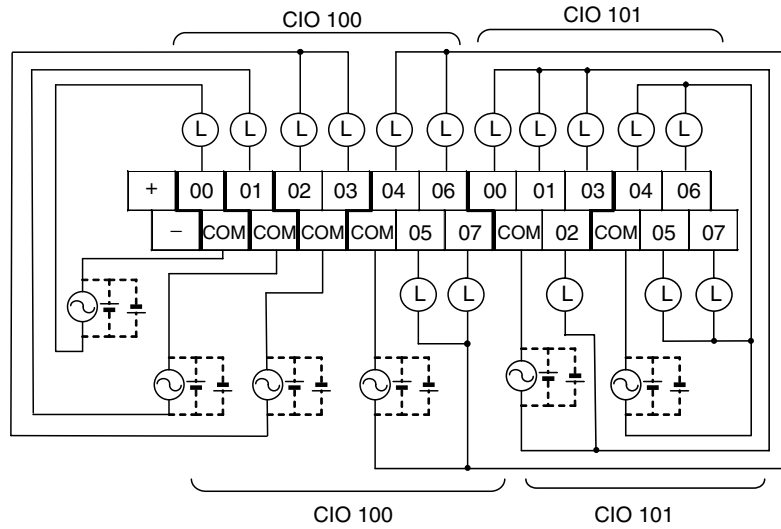 CIO 100 CIO 101
L L L L L L L L L L L
+ 00 01 02 03 04 06 00 01 03 04 06
− COM COM COM COM 05 07 COM 02 COM 05 07
L L L L L
CIO 100 CIO 101